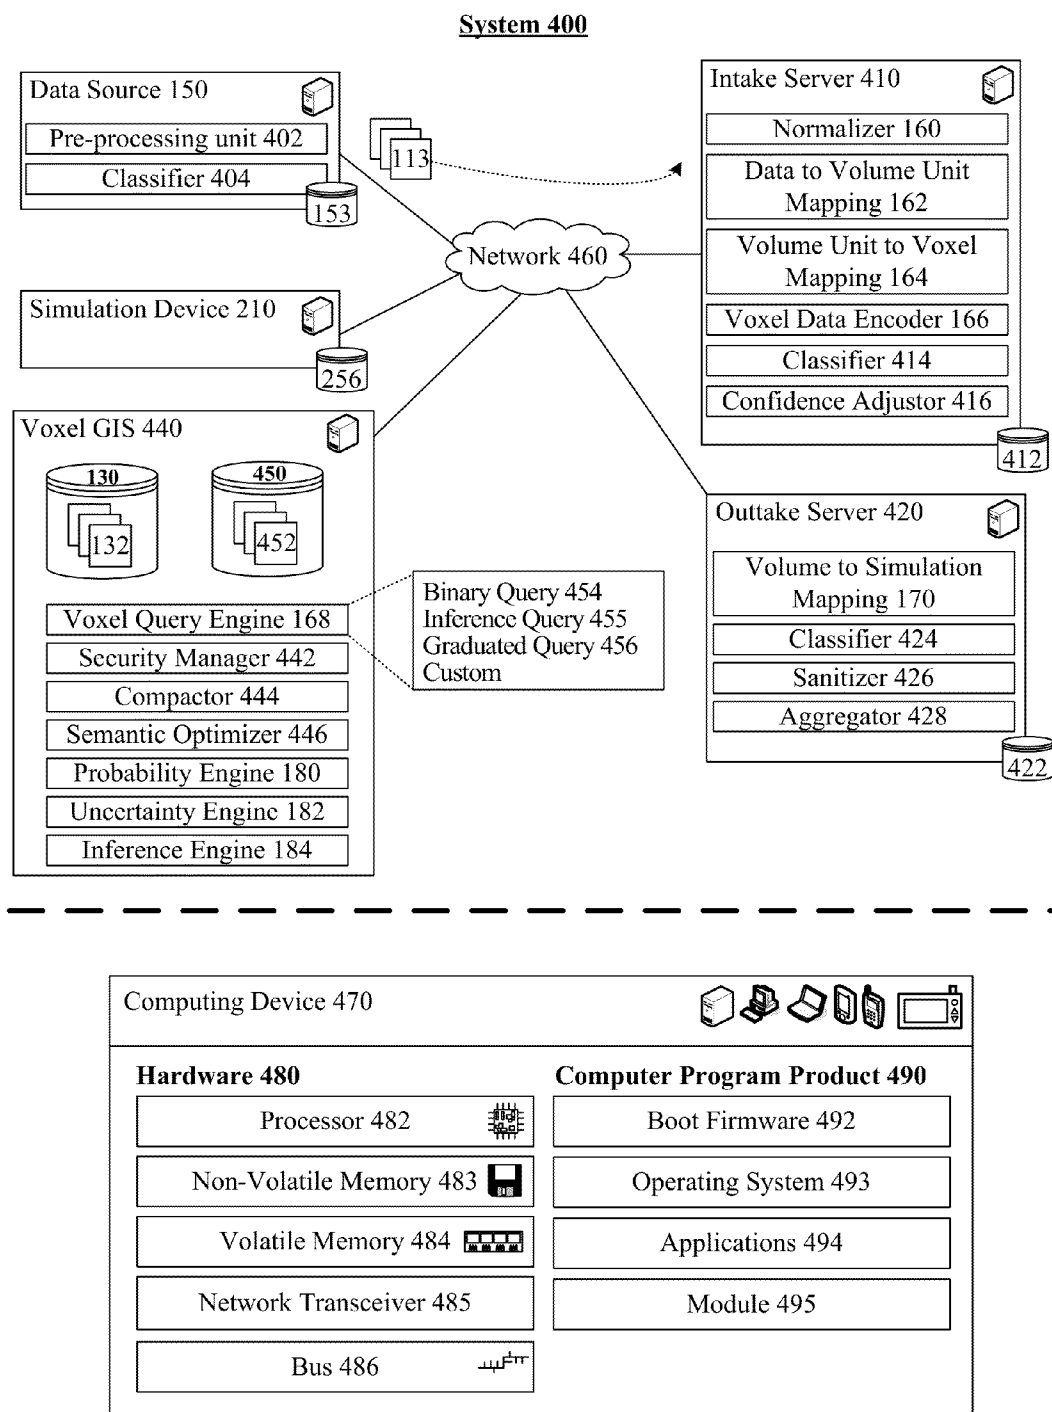 System 400
Data Source 150
Pre-processing unit 402
Classifier 404
153
113
Intake Server 410
Normalizer 160
Data to Volume Unit
Mapping 162
Volume Unit to Voxel
Mapping 164
Voxel Data Encoder 166
Classifier 414
Confidence Adjustor 416
412
Network 460
Simulation Device 210
256
Voxel GIS 440
130
132
450
452
Voxel Query Engine 168
Security Manager 442
Compactor 444
Semantic Optimizer 446
Probability Engine 180
Uncertainty Engine 182
Inference Engine 184
Binary Query 454
Inference Query 455
Graduated Query 456
Custom
Outtake Server 420
Volume to Simulation
Mapping 170
Classifier 424
Sanitizer 426
Aggregator 428
422
Computing Device 470
Hardware 480
Processor 482
Non-Volatile Memory 483
Volatile Memory 484
Network Transceiver 485
Bus 486
Computer Program Product 490
Boot Firmware 492
Operating System 493
Applications 494
Module 495